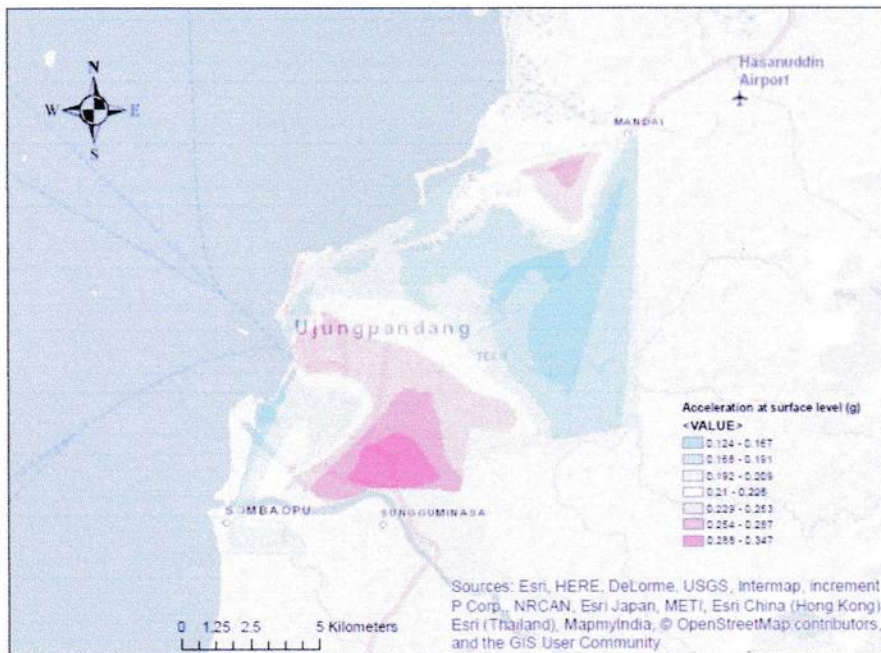 N
W E
S
Hasanuddin
Airport
MANDAI
Ujungpandang
SUNGGUMINASA
Acceleration at surface level (g)
<VALUE>
0.124 - 0.167
0.168 - 0.191
0.192 - 0.209
0.21 - 0.228
0.229 - 0.253
0.254 - 0.287
0.288 - 0.347
0 1.25 2.5 5 Kilometers
Sources: Esri, HERE, DeLorme, USGS, Intermap, increment
P Corp., NRCAN, Esri Japan, METI, Esri China (Hong Kong)
Esri (Thailand), MapmyIndia, © OpenStreetMap contributors,
and the GIS User Community